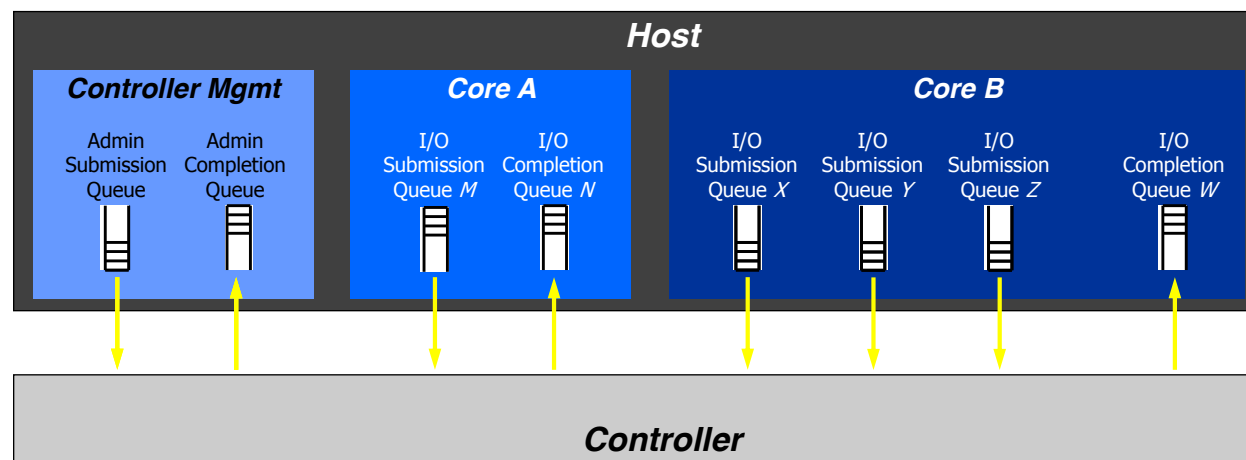 Host
Controller Mgmt
Core A
Core B
Admin
Submission
Queue
Admin
Completion
Queue
I/O
Submission
Queue M
I/O
Completion
Queue N
I/O
Submission
Queue X
I/O
Submission
Queue Y
I/O
Submission
Queue Z
I/O
Completion
Queue W
Controller